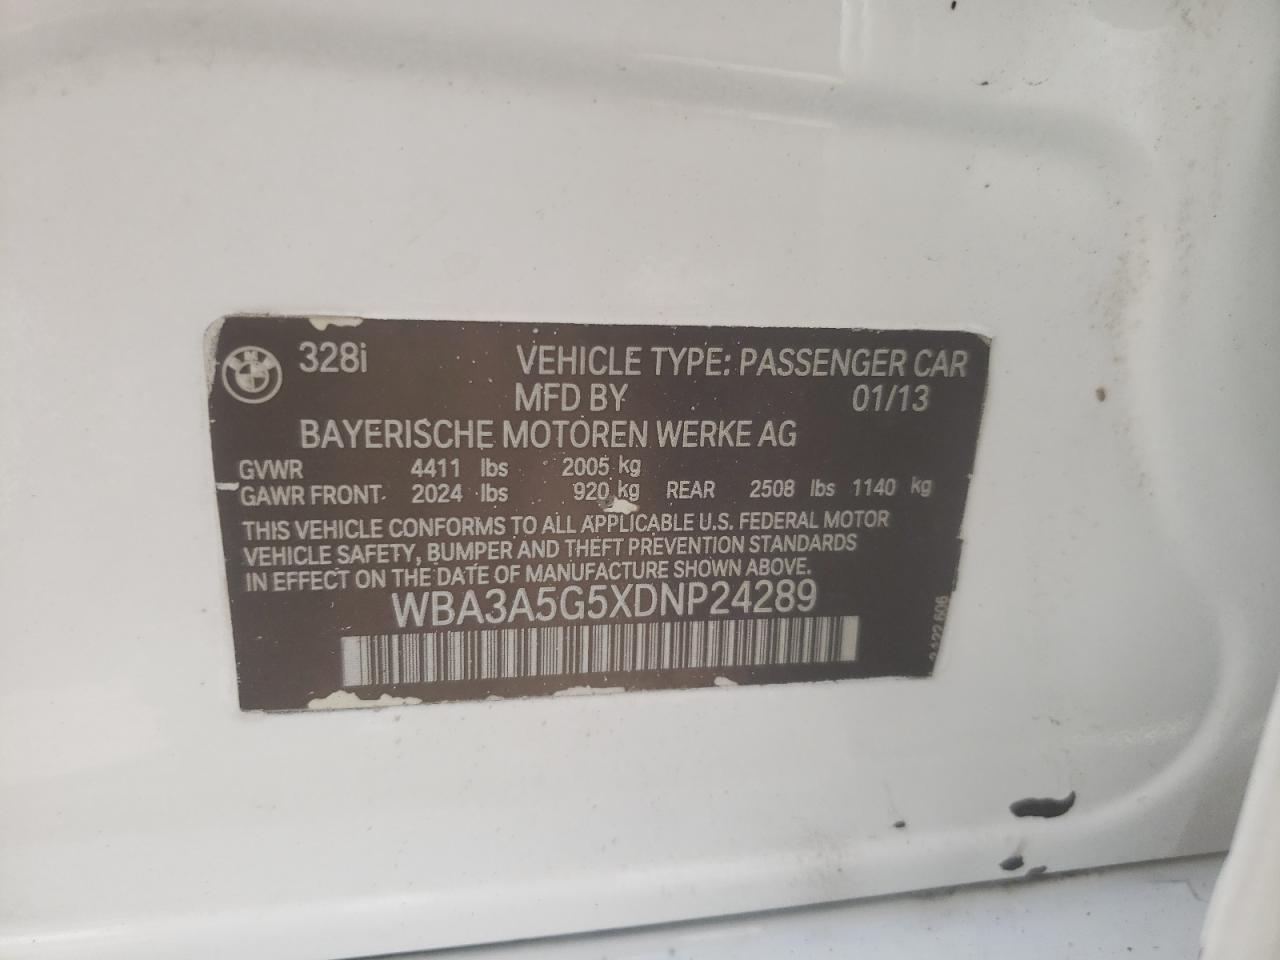 328i VEHICLE TYPE: PASSENGER CAR
MFD BY 01/13
BAYERISCHE MOTOREN WERKE AG
GVWR 4411 lbs 2005 kg
GAWR FRONT 2024 lbs 920 kg REAR 2508 lbs 1140 kg
THIS VEHICLE CONFORMS TO ALL APPLICABLE U.S. FEDERAL MOTOR
VEHICLE SAFETY, BUMPER AND THEFT PREVENTION STANDARDS
IN EFFECT ON THE DATE OF MANUFACTURE SHOWN ABOVE.
WBA3A5G5XDNP24289